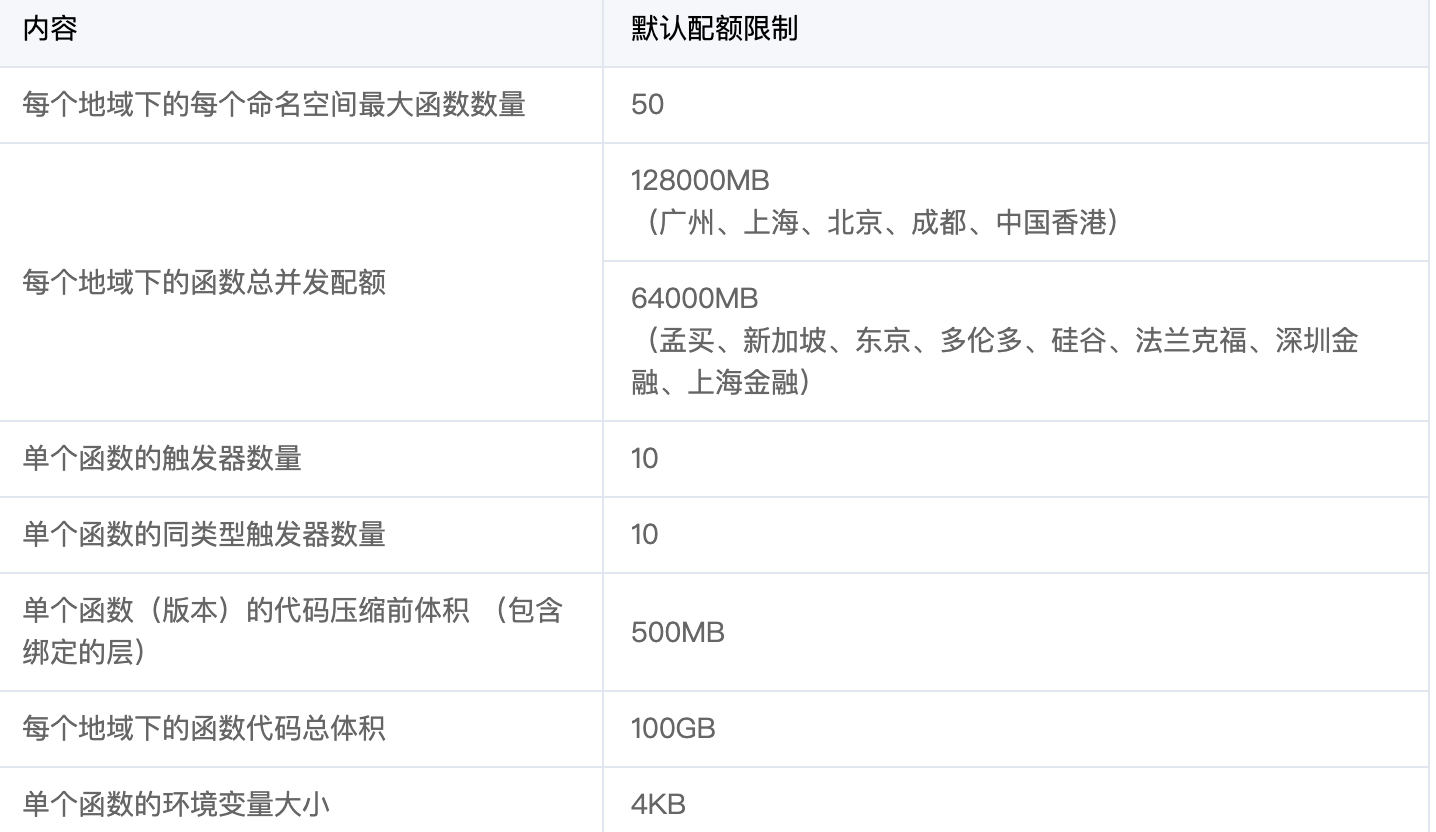 内容
默认配额限制
每个地域下的每个命名空间最大函数数量
50
每个地域下的函数总并发配额
128000MB
（广州、上海、北京、成都、中国香港）
64000MB
（孟买、新加坡、东京、多伦多、硅谷、法兰克福、深圳金
融、上海金融）
单个函数的触发器数量
10
单个函数的同类型触发器数量
10
单个函数（版本）的代码压缩前体积 （包含
绑定的层）
500MB
每个地域下的函数代码总体积
100GB
单个函数的环境变量大小
4KB